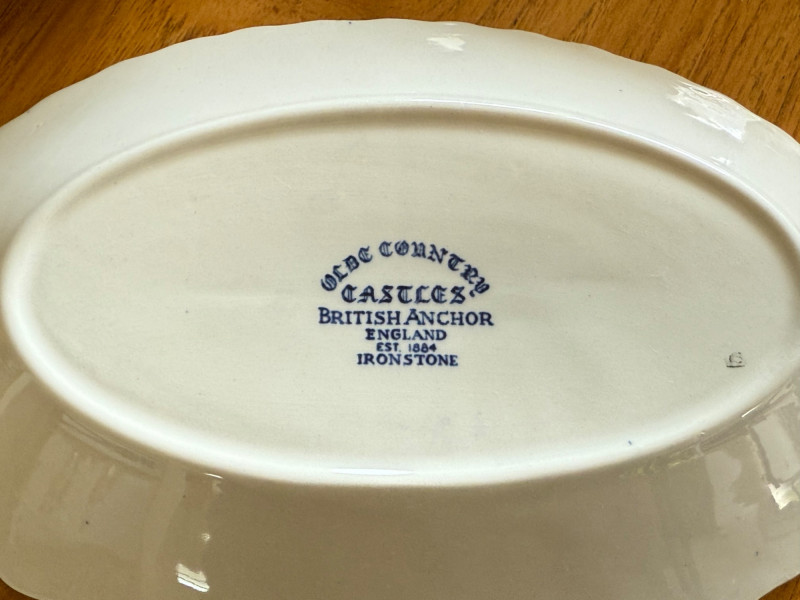 OLDE COUNTRY
CASTLES
BRITISH ANCHOR
ENGLAND
EST. 1884
IRONSTONE